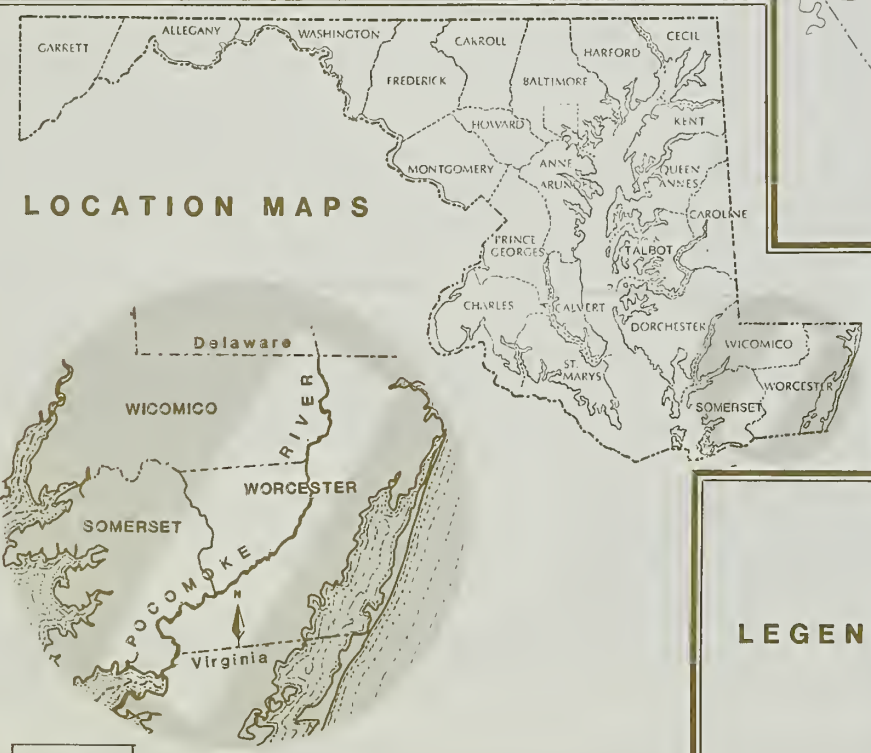 GARRETT
ALLEGANY
WASHINGTON
FREDERICK
CARROLL
BALTIMORE
HARFORD
CECIL
HOWARD
KENT
MONTGOMERY
ANNE
ARUN
QUEEN
ANNES
CAROLINE
PRINCE
GEORGES
TALBOT
CHARLES
CALVERT
DORCHESTER
ST.
MARYS
WICOMICO
WORCESTER
SOMERSET
LOCATION MAPS
Delaware
WICOMICO
RIVER
WORCESTER
SOMERSET
POCOMOKE
N
Virginia
LEGEN